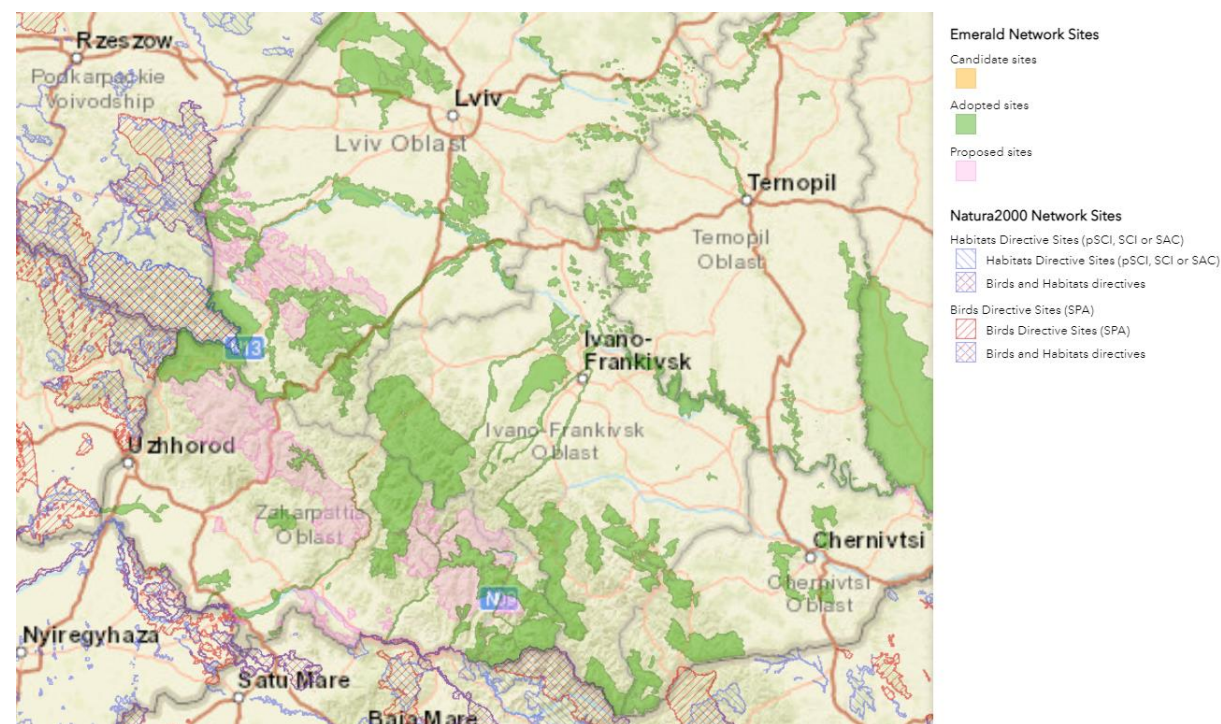 Rzeszow
Podkarpackie
Voivodship
Lviv
Lviv Oblast
Ternopil
Ternopil
Oblast
Ivano-
Frankivsk
Uzhhorod
Ivano-Frankivsk
Oblast
Zakarpattia
Oblast
Chernivtsi
Chernivtsi
Oblast
Nyiregyhaza
Satu Mare
Baia Mare
Emerald Network Sites
Candidate sites
Adopted sites
Proposed sites
Natura2000 Network Sites
Habitats Directive Sites (pSCI, SCI or SAC)
Habitats Directive Sites (pSCI, SCI or SAC)
Birds and Habitats directives
Birds Directive Sites (SPA)
Birds Directive Sites (SPA)
Birds and Habitats directives